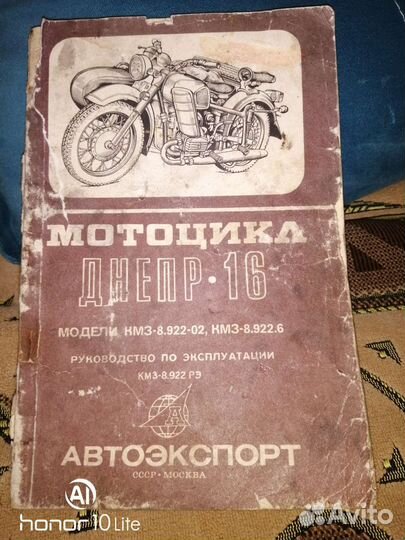 МОТОЦИКЛ
ДНЕПР·16
МОДЕЛИ КМЗ-8.922-02, КМЗ-8.922.6
РУКОВОДСТВО ПО ЭКСПЛУАТАЦИИ
КМЗ-8.922 РЭ
А
АВТОЭКСПОРТ
СССР·МОСКВА
AI
honor 10 Lite
Avito